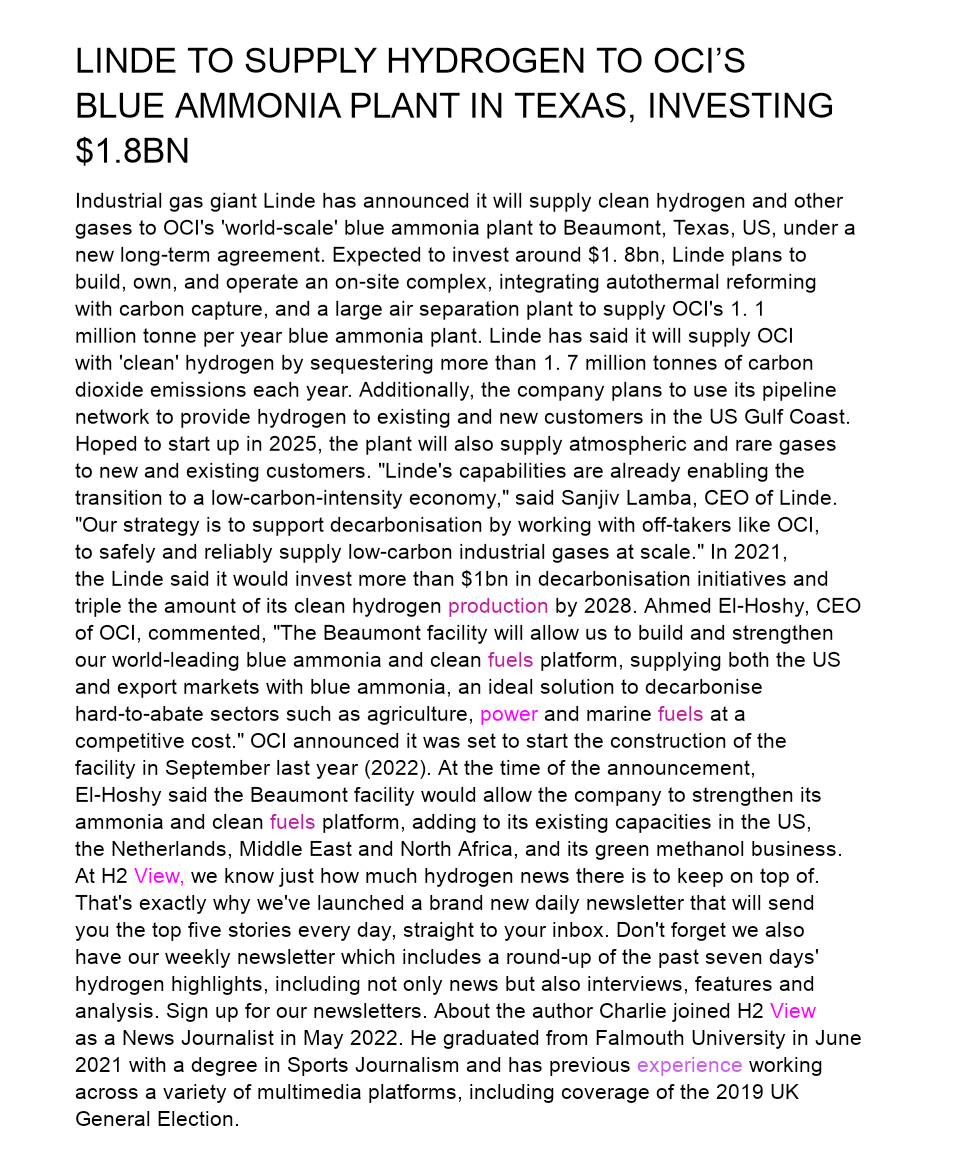 LINDE TO SUPPLY HYDROGEN TO OCI’S
BLUE AMMONIA PLANT IN TEXAS, INVESTING
$1.8BN
Industrial gas giant Linde has announced it will supply clean hydrogen and other
gases to OCI's 'world-scale' blue ammonia plant to Beaumont, Texas, US, under a
new long-term agreement. Expected to invest around $1. 8bn, Linde plans to
build, own, and operate an on-site complex, integrating autothermal reforming
with carbon capture, and a large air separation plant to supply OCI's 1. 1
million tonne per year blue ammonia plant. Linde has said it will supply OCI
with 'clean' hydrogen by sequestering more than 1. 7 million tonnes of carbon
dioxide emissions each year. Additionally, the company plans to use its pipeline
network to provide hydrogen to existing and new customers in the US Gulf Coast.
Hoped to start up in 2025, the plant will also supply atmospheric and rare gases
to new and existing customers. "Linde's capabilities are already enabling the
transition to a low-carbon-intensity economy," said Sanjiv Lamba, CEO of Linde.
"Our strategy is to support decarbonisation by working with off-takers like OCI,
to safely and reliably supply low-carbon industrial gases at scale." In 2021,
the Linde said it would invest more than $1bn in decarbonisation initiatives and
triple the amount of its clean hydrogen production by 2028. Ahmed El-Hoshy, CEO
of OCI, commented, "The Beaumont facility will allow us to build and strengthen
our world-leading blue ammonia and clean fuels platform, supplying both the US
and export markets with blue ammonia, an ideal solution to decarbonise
hard-to-abate sectors such as agriculture, power and marine fuels at a
competitive cost." OCI announced it was set to start the construction of the
facility in September last year (2022). At the time of the announcement,
El-Hoshy said the Beaumont facility would allow the company to strengthen its
ammonia and clean fuels platform, adding to its existing capacities in the US,
the Netherlands, Middle East and North Africa, and its green methanol business.
At H2 View, we know just how much hydrogen news there is to keep on top of.
That's exactly why we've launched a brand new daily newsletter that will send
you the top five stories every day, straight to your inbox. Don't forget we also
have our weekly newsletter which includes a round-up of the past seven days'
hydrogen highlights, including not only news but also interviews, features and
analysis. Sign up for our newsletters. About the author Charlie joined H2 View
as a News Journalist in May 2022. He graduated from Falmouth University in June
2021 with a degree in Sports Journalism and has previous experience working
across a variety of multimedia platforms, including coverage of the 2019 UK
General Election.